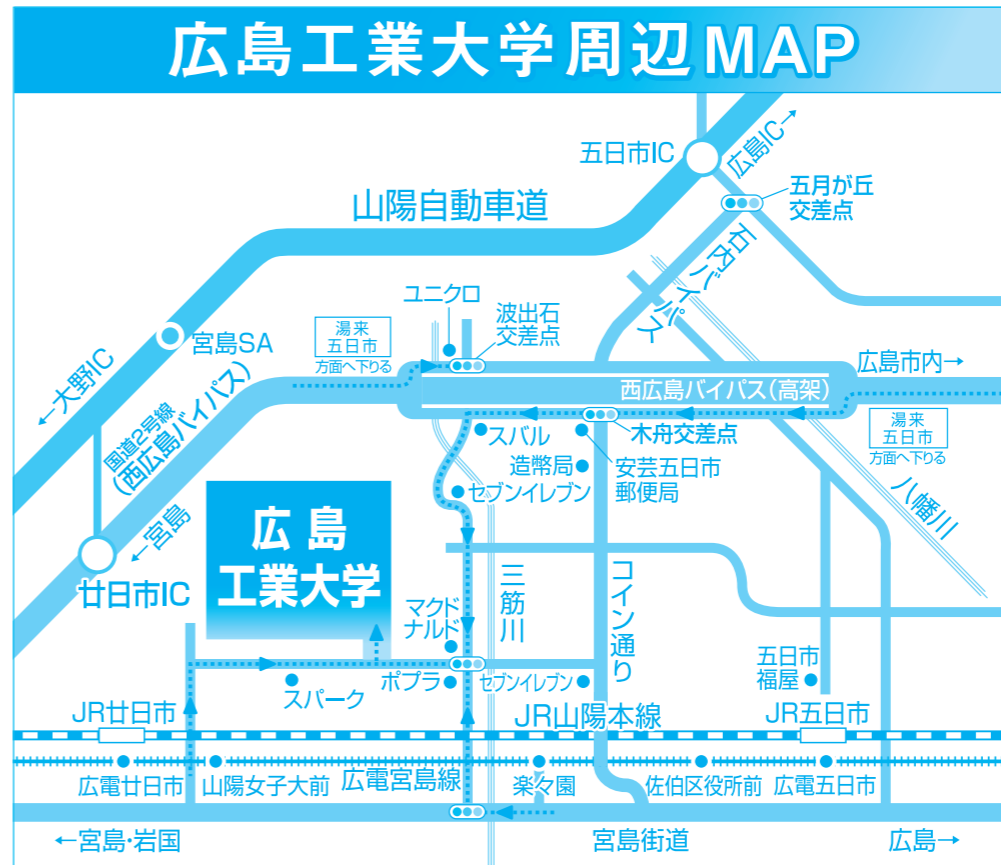 広島工業大学周辺MAP
五日市IC
広島IC→
五月が丘
交差点
山陽自動車道
石内バイパス
ユニクロ
波出石
交差点
湯来
五日市
方面へ下りる
宮島SA
←大野IC
国道2号線
(西広島バイパス)
広島市内→
西広島バイパス(高架)
湯来
五日市
方面へ下りる
スバル
木舟交差点
造幣局
安芸五日市
郵便局
セブンイレブン
八幡川
←宮島
廿日市IC
広島
工業大学
三筋川
コイン通り
マクド
ナルド
スパーク
ポプラ
セブンイレブン
五日市
福屋
JR廿日市
JR山陽本線
JR五日市
広電廿日市
山陽女子大前
広電宮島線
楽々園
佐伯区役所前
広電五日市
←宮島・岩国
宮島街道
広島→